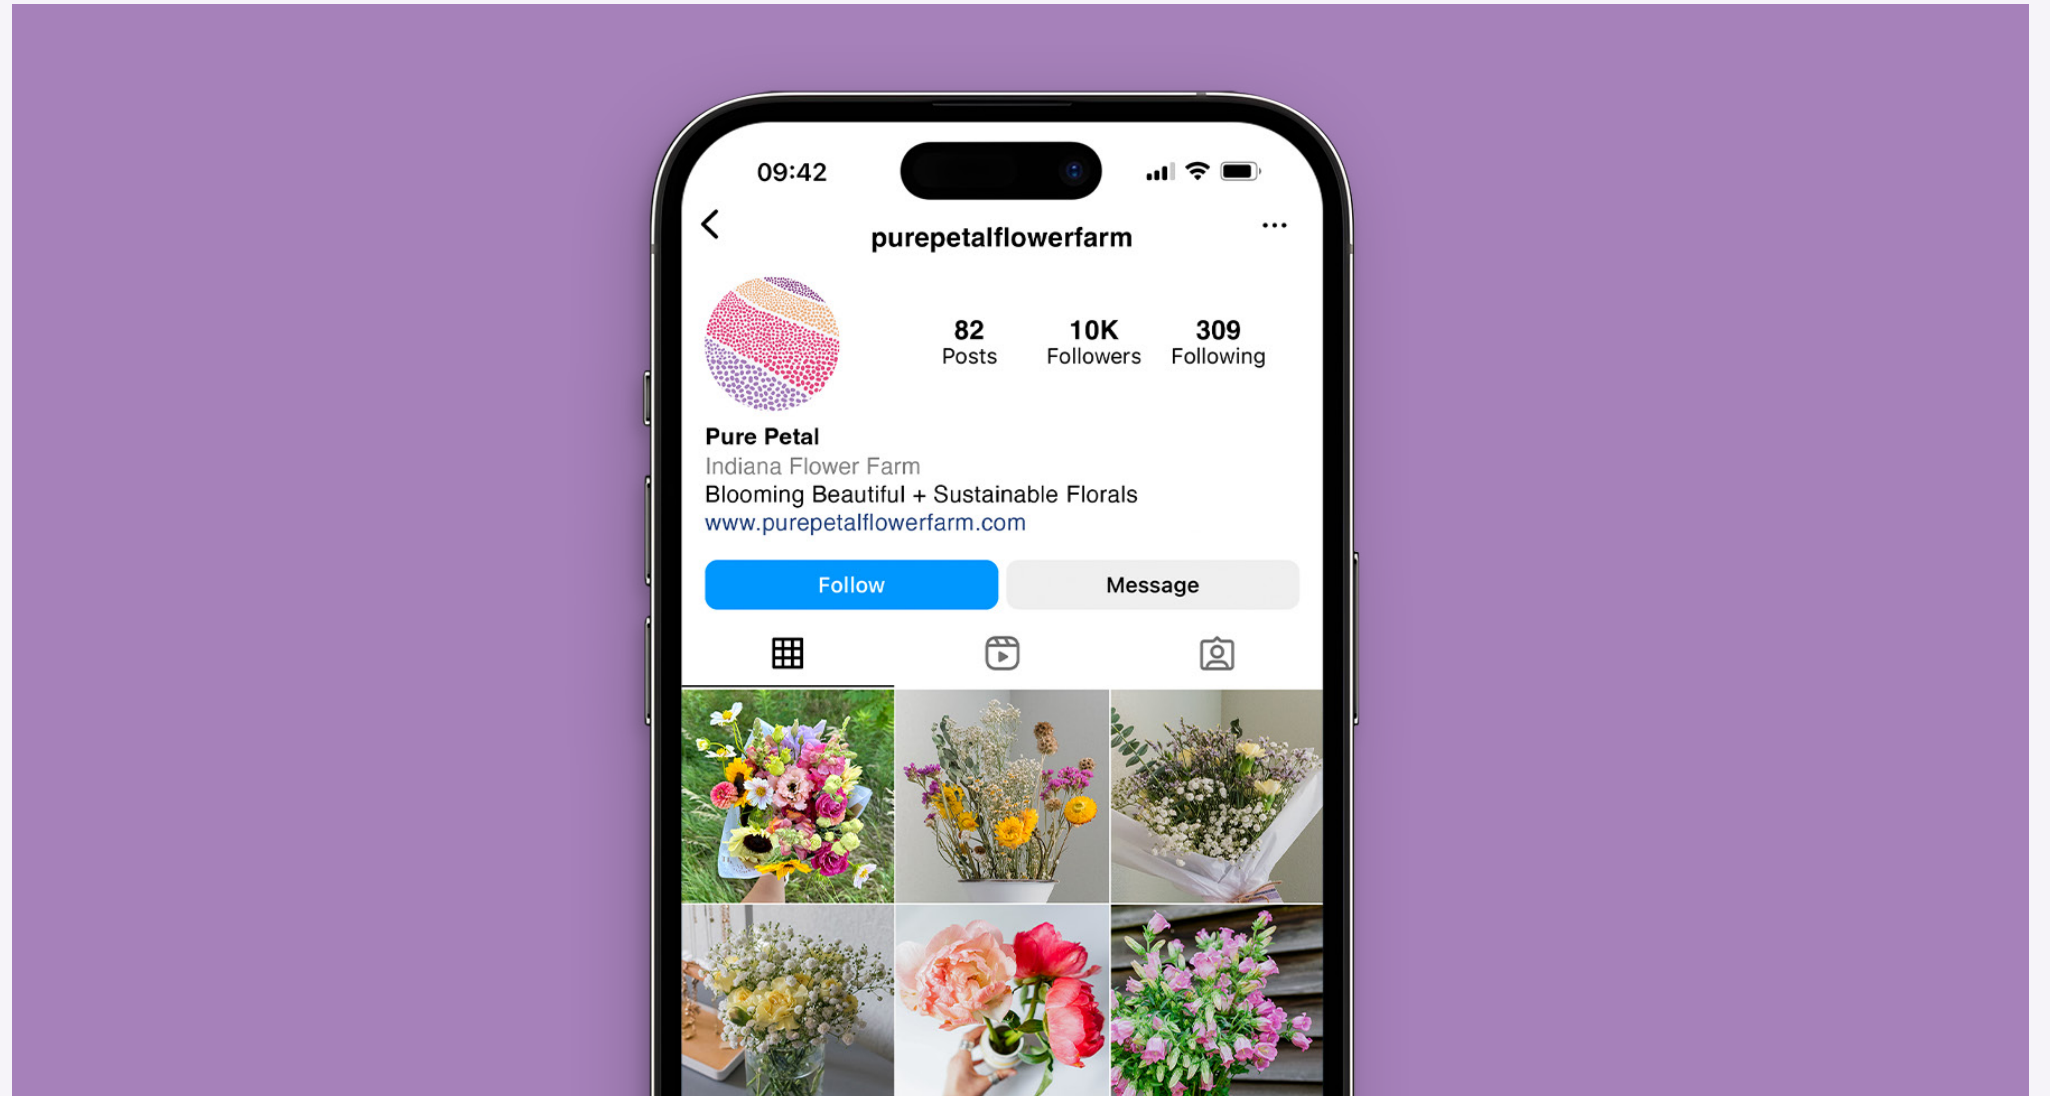 09:42
purepetalflowerfarm
82 10K 309
Posts Followers Following
Pure Petal
Indiana Flower Farm
Blooming Beautiful + Sustainable Florals
www.purepetalflowerfarm.com
Follow Message